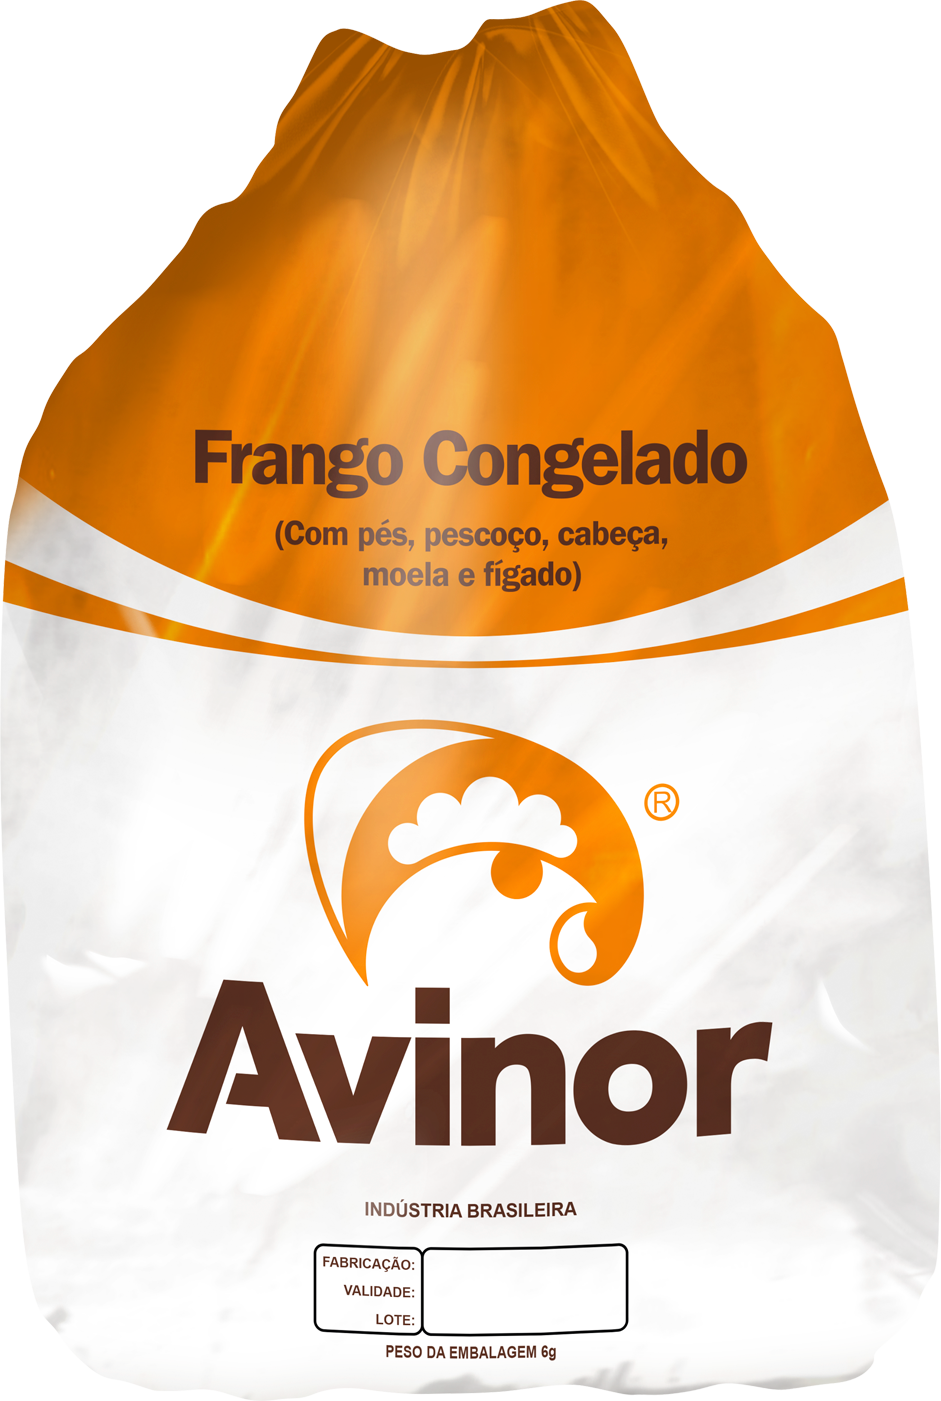 Frango Congelado
(Com pés, pescoço, cabeça,
moela e fígado)
®
Avinor
INDÚSTRIA BRASILEIRA
FABRICAÇÃO:
VALIDADE:
LOTE:
PESO DA EMBALAGEM 6g